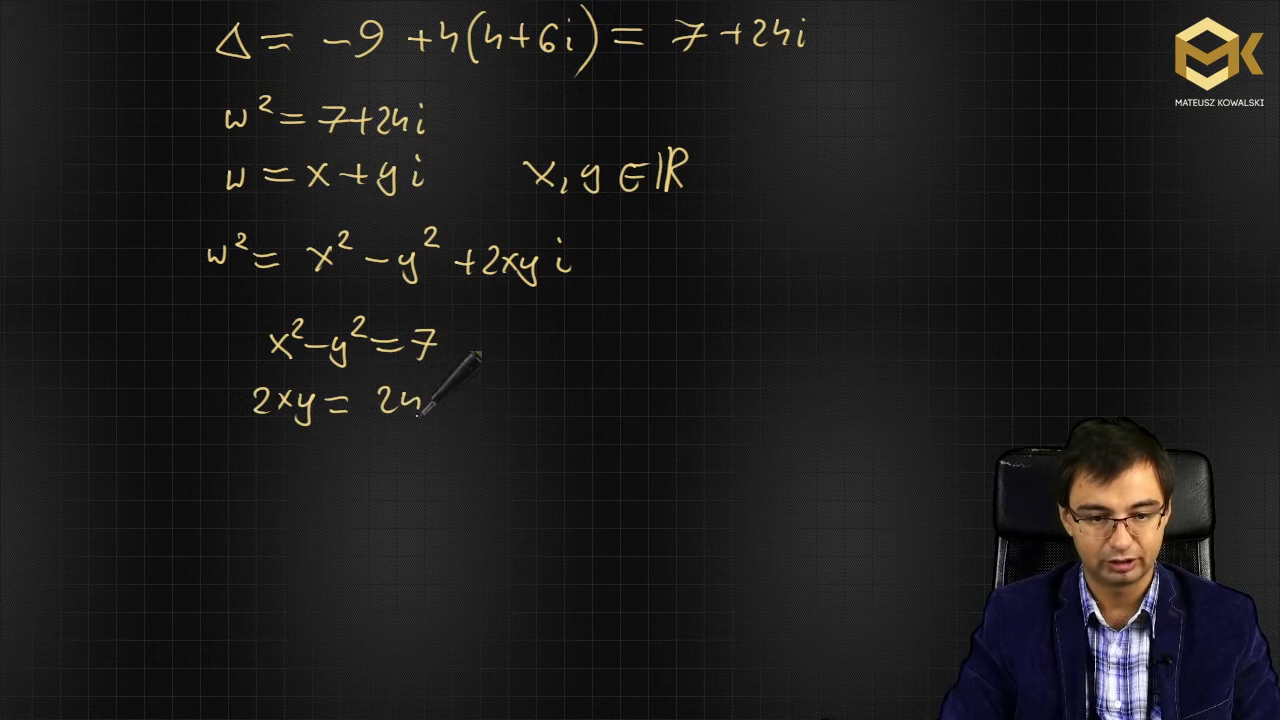 Δ = -9 + 4(4+6i) = 7+24i
MATEUSZ KOWALSKI
w² = 7+24i
w = x + yi x, y ∈ ℝ
w² = x² - y² + 2xyi
x² - y² = 7
2xy = 24